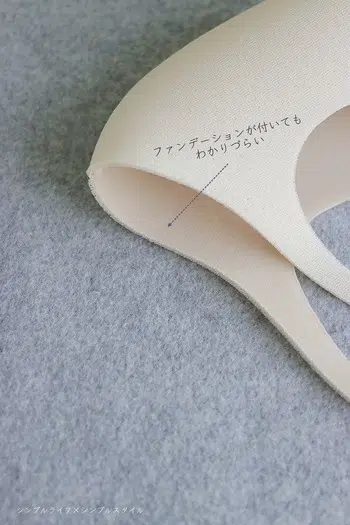 ファンデーションが付いても
わかりづらい
シンプルライフ×シンプルスタイル